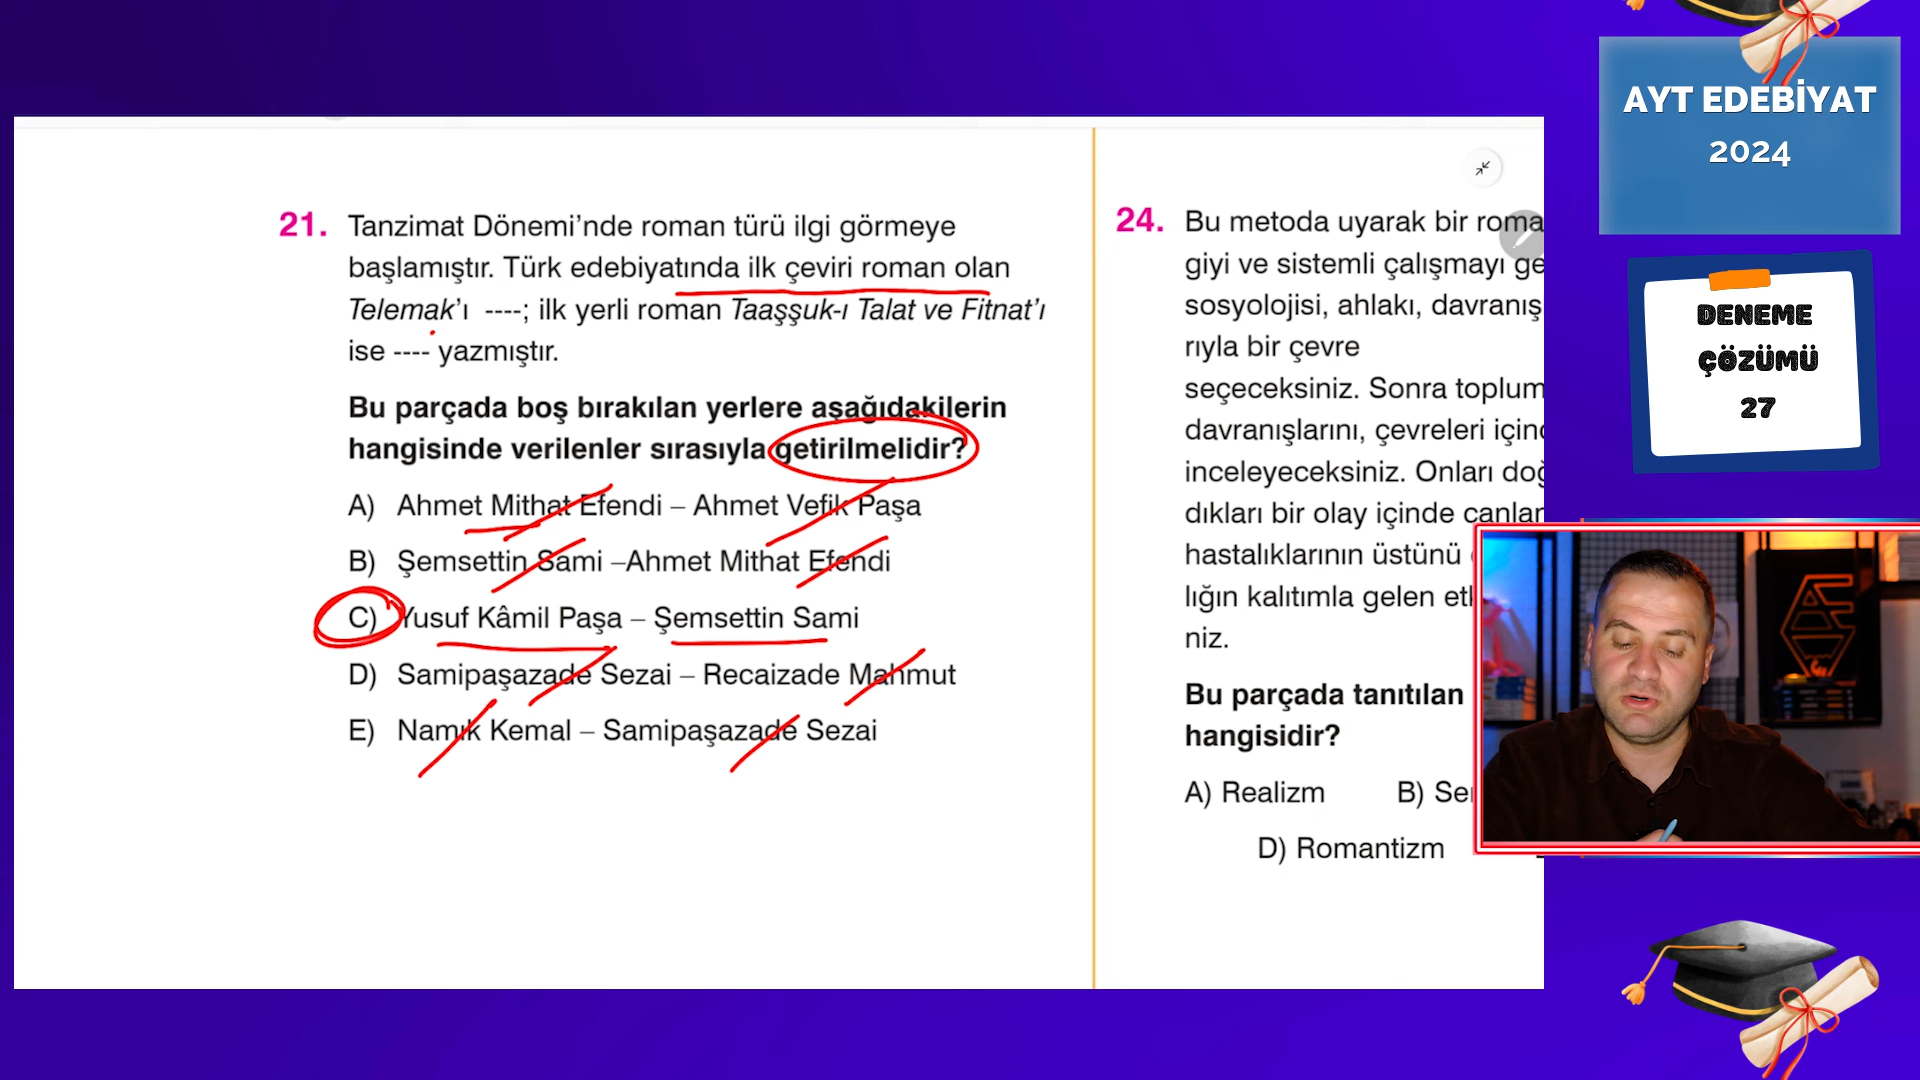 21. Tanzimat Dönemi’nde roman türü ilgi görmeye
başlamıştır. Türk edebiyatında ilk çeviri roman olan
Telemak’ı ----; ilk yerli roman Taaşşuk-ı Talat ve Fitnat’ı
ise ---- yazmıştır.
Bu parçada boş bırakılan yerlere aşağıdakilerin
hangisinde verilenler sırasıyla getirilmelidir?
A) Ahmet Mithat Efendi – Ahmet Vefik Paşa
B) Şemsettin Sami –Ahmet Mithat Efendi
C) Yusuf Kâmil Paşa – Şemsettin Sami
D) Samipaşazade Sezai – Recaizade Mahmut
E) Namık Kemal – Samipaşazade Sezai
24. Bu metoda uyarak bir roma
giyi ve sistemli çalışmayı ge
sosyolojisi, ahlakı, davranış
rıyla bir çevre
seçeceksiniz. Sonra toplum
davranışlarını, çevreleri için
inceleyeceksiniz. Onları doğ
dıkları bir olay içinde canlar
hastalıklarının üstünü
lığın kalıtımla gelen etk
niz.
Bu parçada tanıtılan
hangisidir?
A) Realizm B) Se
D) Romantizm
AYT EDEBİYAT
2024
DENEME
ÇÖZÜMÜ
27